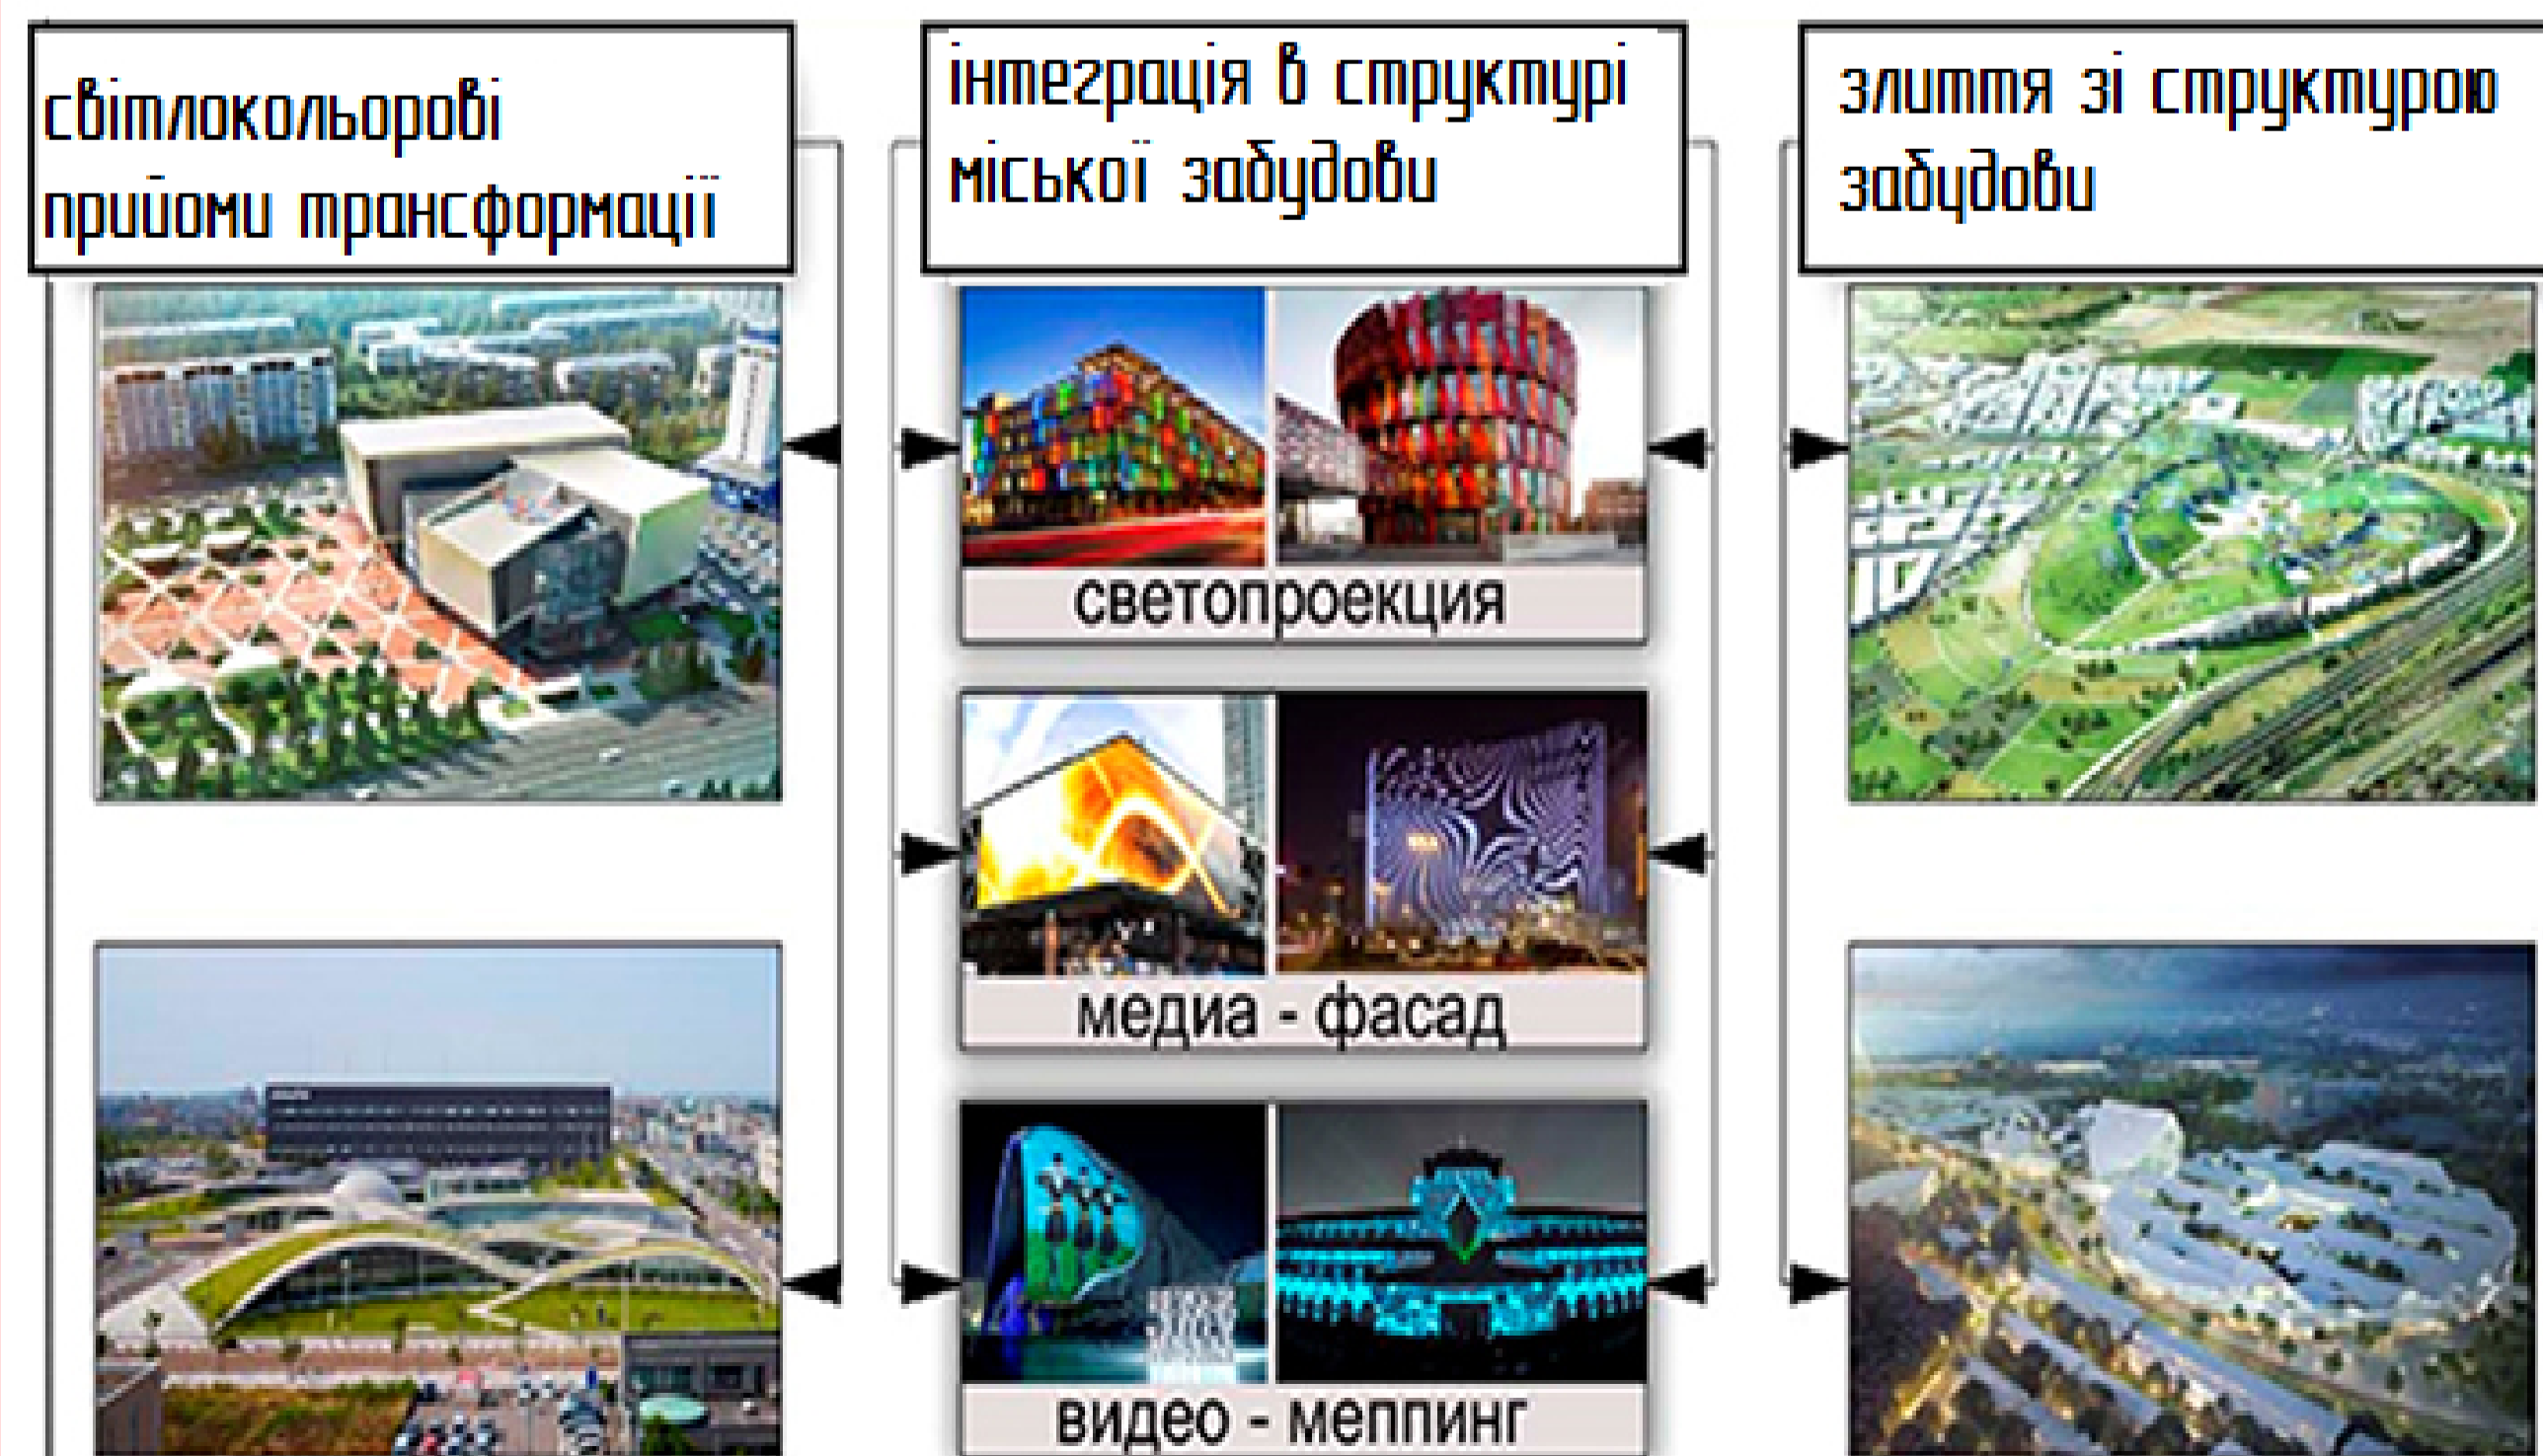 світлокольорові
прийоми трансформації
інтеграція в структурі
міської забудови
злиття зі структурою
забудови
светопроекция
медиа - фасад
видео - меппинг